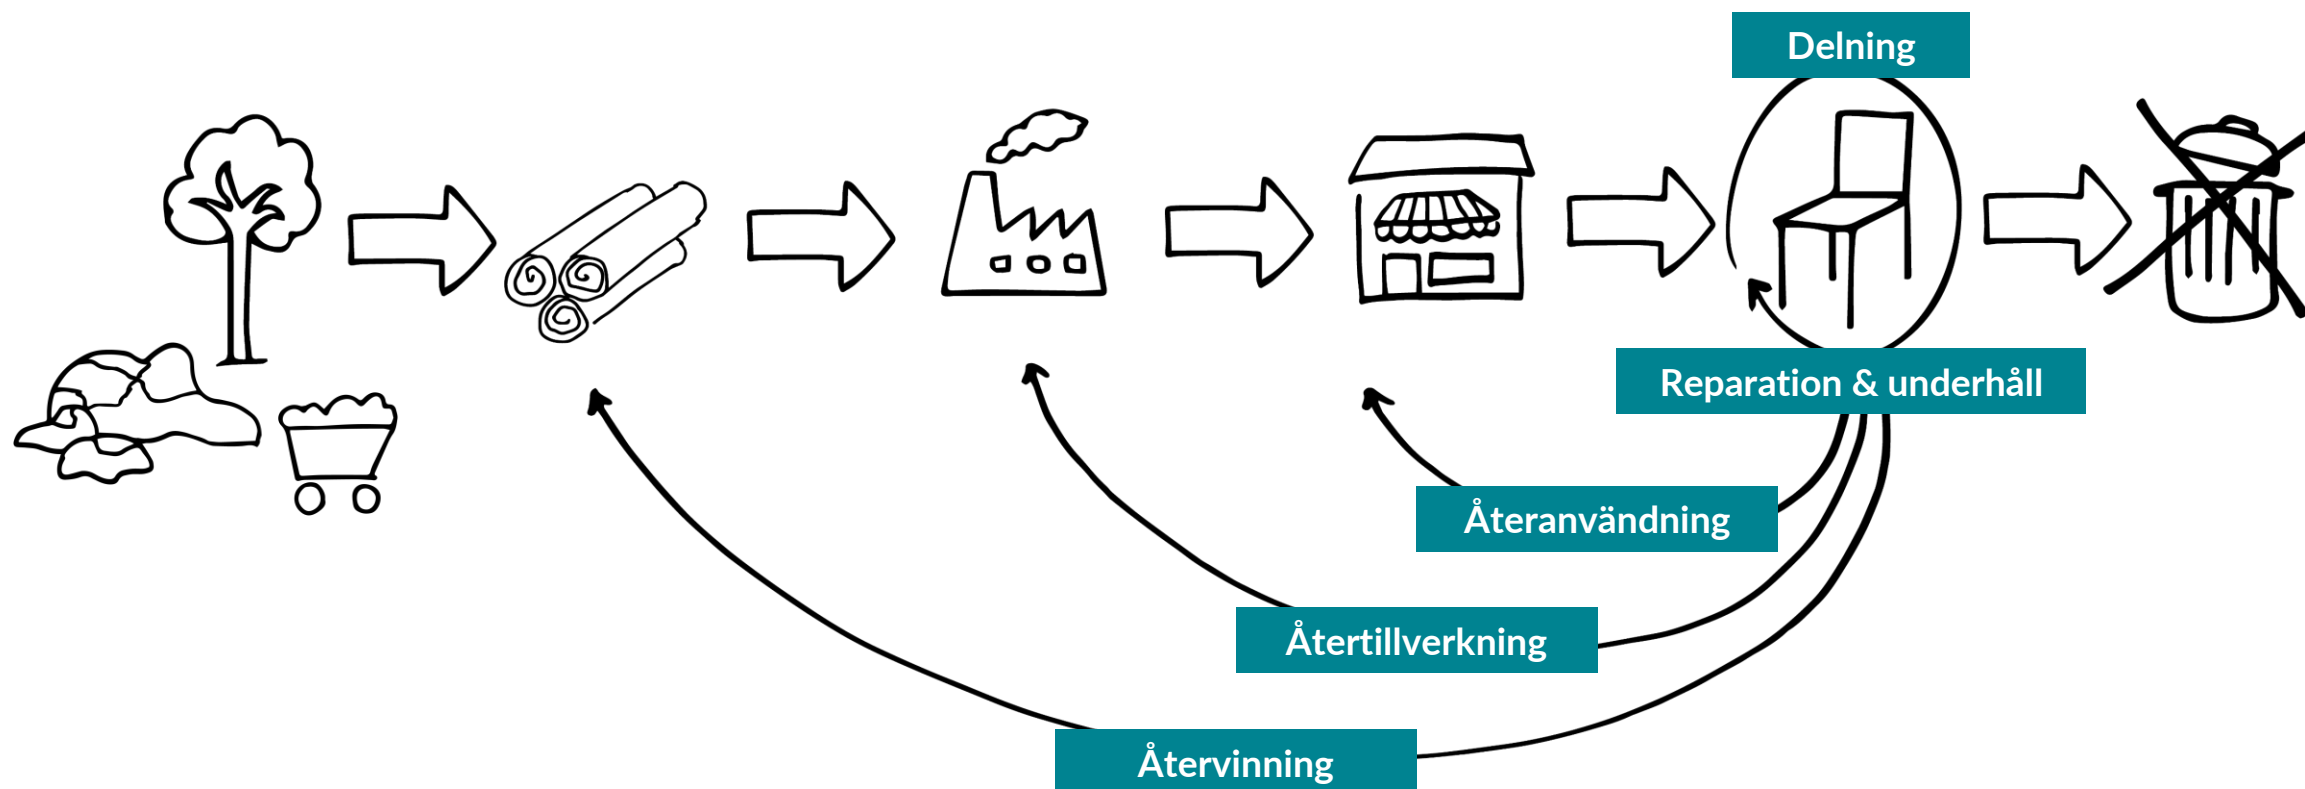 Delning
Reparation & underhåll
Återanvändning
Återtillverkning
Återvinning